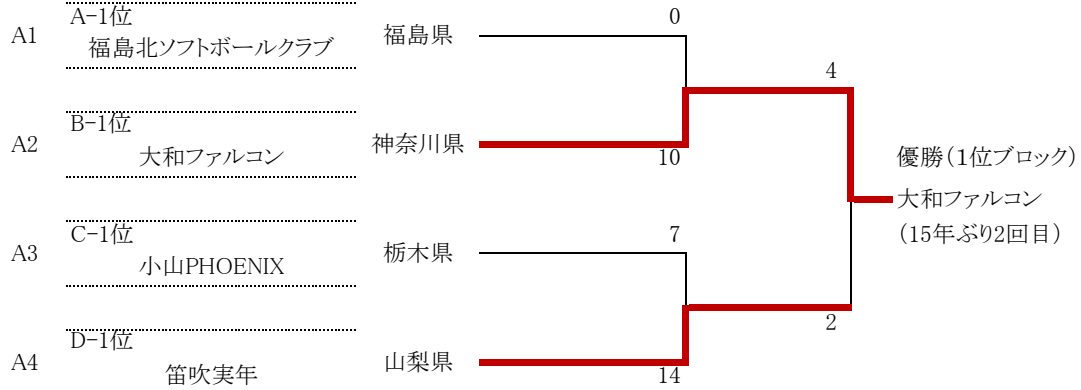 A-1位
A1
福島北ソフトボールクラブ
福島県
0
4
B-1位
A2
大和ファルコン
神奈川県
10
優勝(1位ブロック)
大和ファルコン
(15年ぶり2回目)
C-1位
A3
小山PHOENIX
栃木県
7
2
D-1位
A4
笛吹実年
山梨県
14